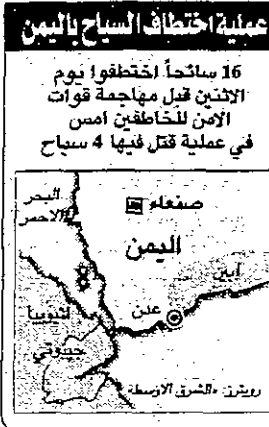 عملية اختطاف السياح باليمن
16 سائحاً اختطفوا يوم
الاثنين قبل مهاجمة قوات
الامن للخاطفين امس
في عملية قتل فيها 4 سياح
البحر
الاحمر
صنعاء
اليمن
أبين
عدن
اثيوبيا
جيبوتي
رويترز «الشرق الاوسط»